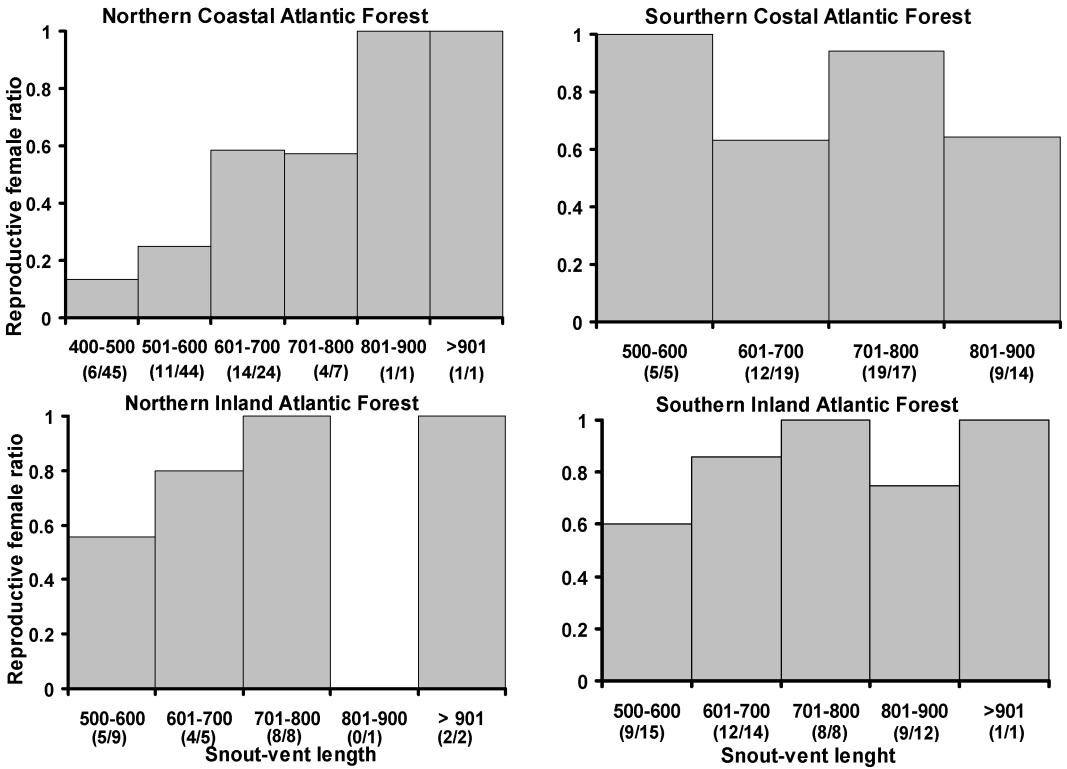 Northern Coastal Atlantic Forest
Reproductive female ratio
1
0.8
0.6
0.4
0.2
0
400-500 501-600 601-700 701-800 801-900 >901
(6/45) (11/44) (14/24) (4/7) (1/1) (1/1)
Sourthern Costal Atlantic Forest
1
0.8
0.6
0.4
0.2
0
500-600 601-700 701-800 801-900
(5/5) (12/19) (19/17) (9/14)
Northern Inland Atlantic Forest
Reproductive female ratio
1
0.8
0.6
0.4
0.2
0
500-600 601-700 701-800 801-900 > 901
(5/9) (4/5) (8/8) (0/1) (2/2)
Snout-vent length
Southern Inland Atlantic Forest
1
0.8
0.6
0.4
0.2
0
500-600 601-700 701-800 801-900 >901
(9/15) (12/14) (8/8) (9/12) (1/1)
Snout-vent lenght